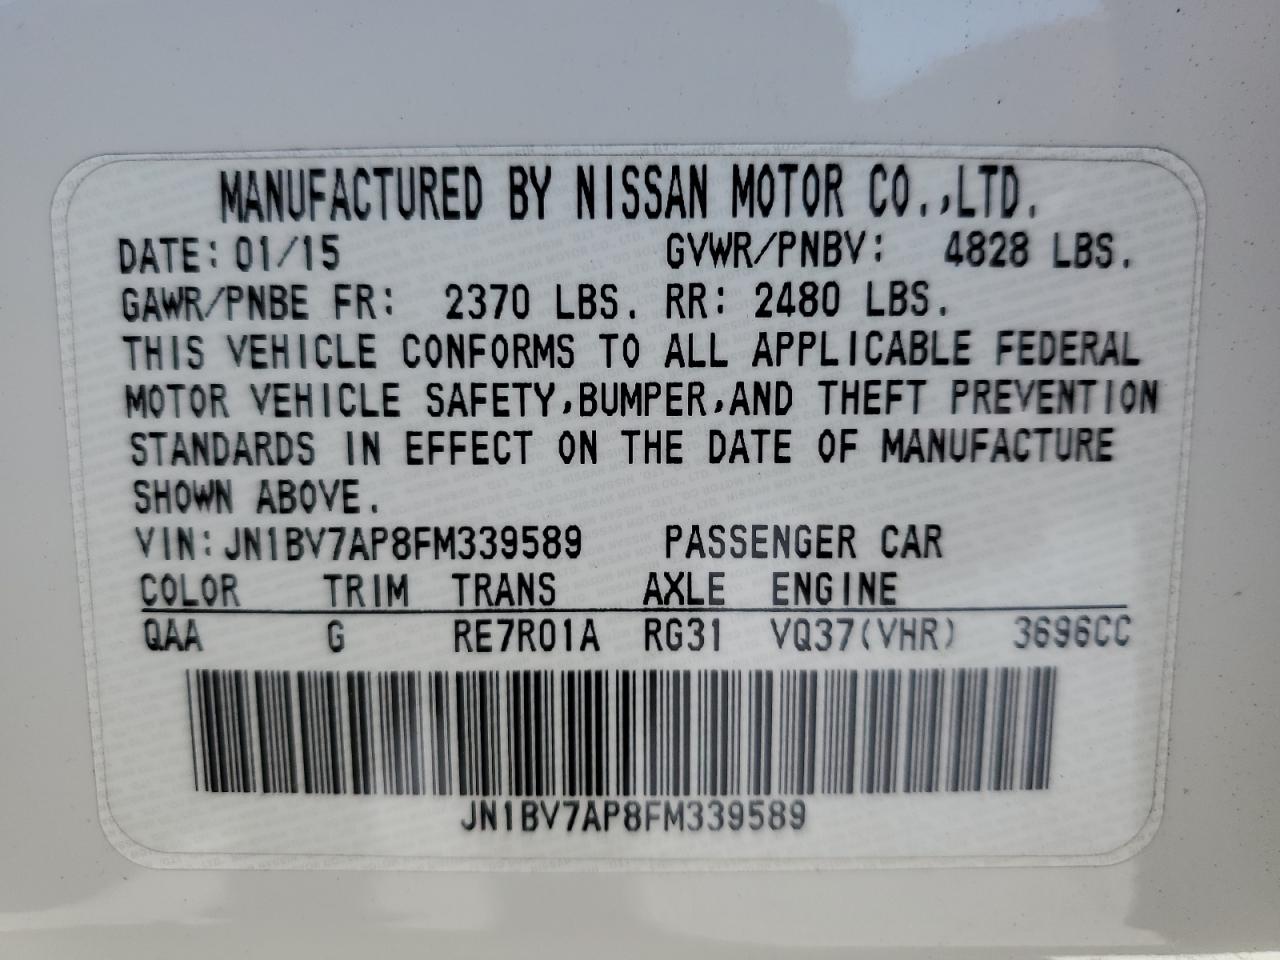 MANUFACTURED BY NISSAN MOTOR CO.,LTD.
DATE: 01/15 GVWR/PNBV: 4828 LBS.
GAWR/PNBE FR: 2370 LBS. RR: 2480 LBS.
THIS VEHICLE CONFORMS TO ALL APPLICABLE FEDERAL
MOTOR VEHICLE SAFETY,BUMPER,AND THEFT PREVENTION
STANDARDS IN EFFECT ON THE DATE OF MANUFACTURE
SHOWN ABOVE.
VIN: JN1BV7AP8FM339589 PASSENGER CAR
COLOR TRIM TRANS AXLE ENGINE
QAA G RE7R01A RG31 VQ37(VHR) 3696CC
JN1BV7AP8FM339589